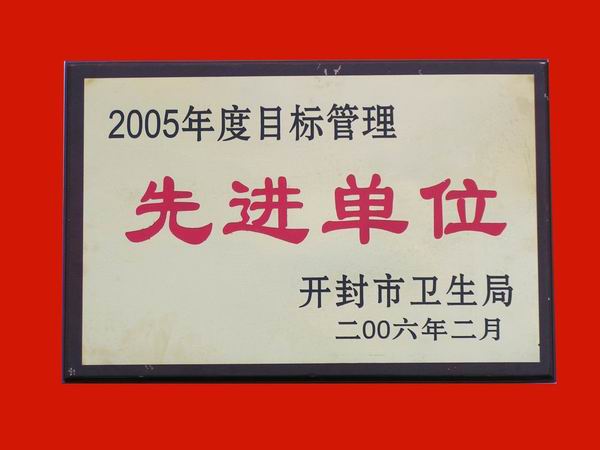 2005年度目标管理
先进单位
开封市卫生局
二00六年二月